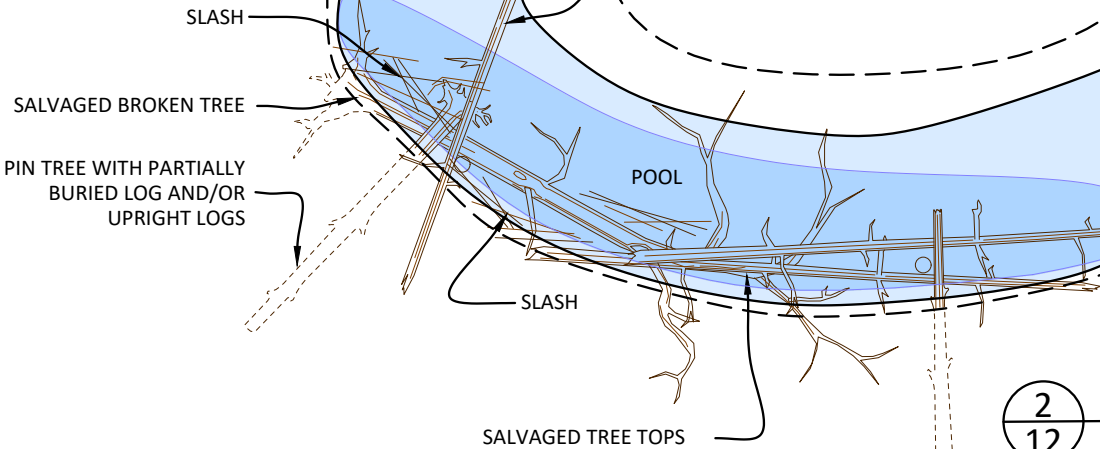 SLASH
SALVAGED BROKEN TREE
PIN TREE WITH PARTIALLY
BURIED LOG AND/OR
UPRIGHT LOGS
POOL
SLASH
SALVAGED TREE TOPS
2
12